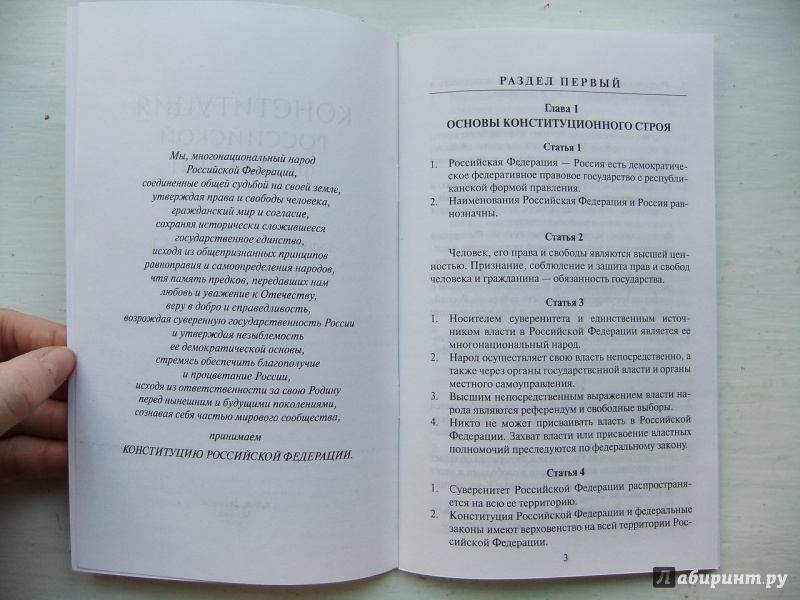 Мы, многонациональный народ
Российской Федерации,
соединенные общей судьбой на своей земле,
утверждая права и свободы человека,
гражданский мир и согласие,
сохраняя исторически сложившееся
государственное единство,
исходя из общепризнанных принципов
равноправия и самоопределения народов,
чтя память предков, передавших нам
любовь и уважение к Отечеству,
веру в добро и справедливость,
возрождая суверенную государственность России
и утверждая незыблемость
ее демократической основы,
стремясь обеспечить благополучие
и процветание России,
исходя из ответственности за свою Родину
перед нынешним и будущими поколениями,
сознавая себя частью мирового сообщества,
принимаем
КОНСТИТУЦИЮ РОССИЙСКОЙ ФЕДЕРАЦИИ.
РАЗДЕЛ ПЕРВЫЙ
Глава 1
ОСНОВЫ КОНСТИТУЦИОННОГО СТРОЯ
Статья 1
1. Российская Федерация — Россия есть демократиче-
ское федеративное правовое государство с республи-
канской формой правления.
2. Наименования Российская Федерация и Россия рав-
нозначны.
Статья 2
Человек, его права и свободы являются высшей цен-
ностью. Признание, соблюдение и защита прав и свобод
человека и гражданина — обязанность государства.
Статья 3
1. Носителем суверенитета и единственным источ-
ником власти в Российской Федерации является ее
многонациональный народ.
2. Народ осуществляет свою власть непосредственно, а
также через органы государственной власти и органы
местного самоуправления.
3. Высшим непосредственным выражением власти на-
рода являются референдум и свободные выборы.
4. Никто не может присваивать власть в Российской
Федерации. Захват власти или присвоение властных
полномочий преследуются по федеральному закону.
Статья 4
1. Суверенитет Российской Федерации распространя-
ется на всю ее территорию.
2. Конституция Российской Федерации и федеральные
законы имеют верховенство на всей территории Рос-
сийской Федерации.
3
Лабиринт.ру